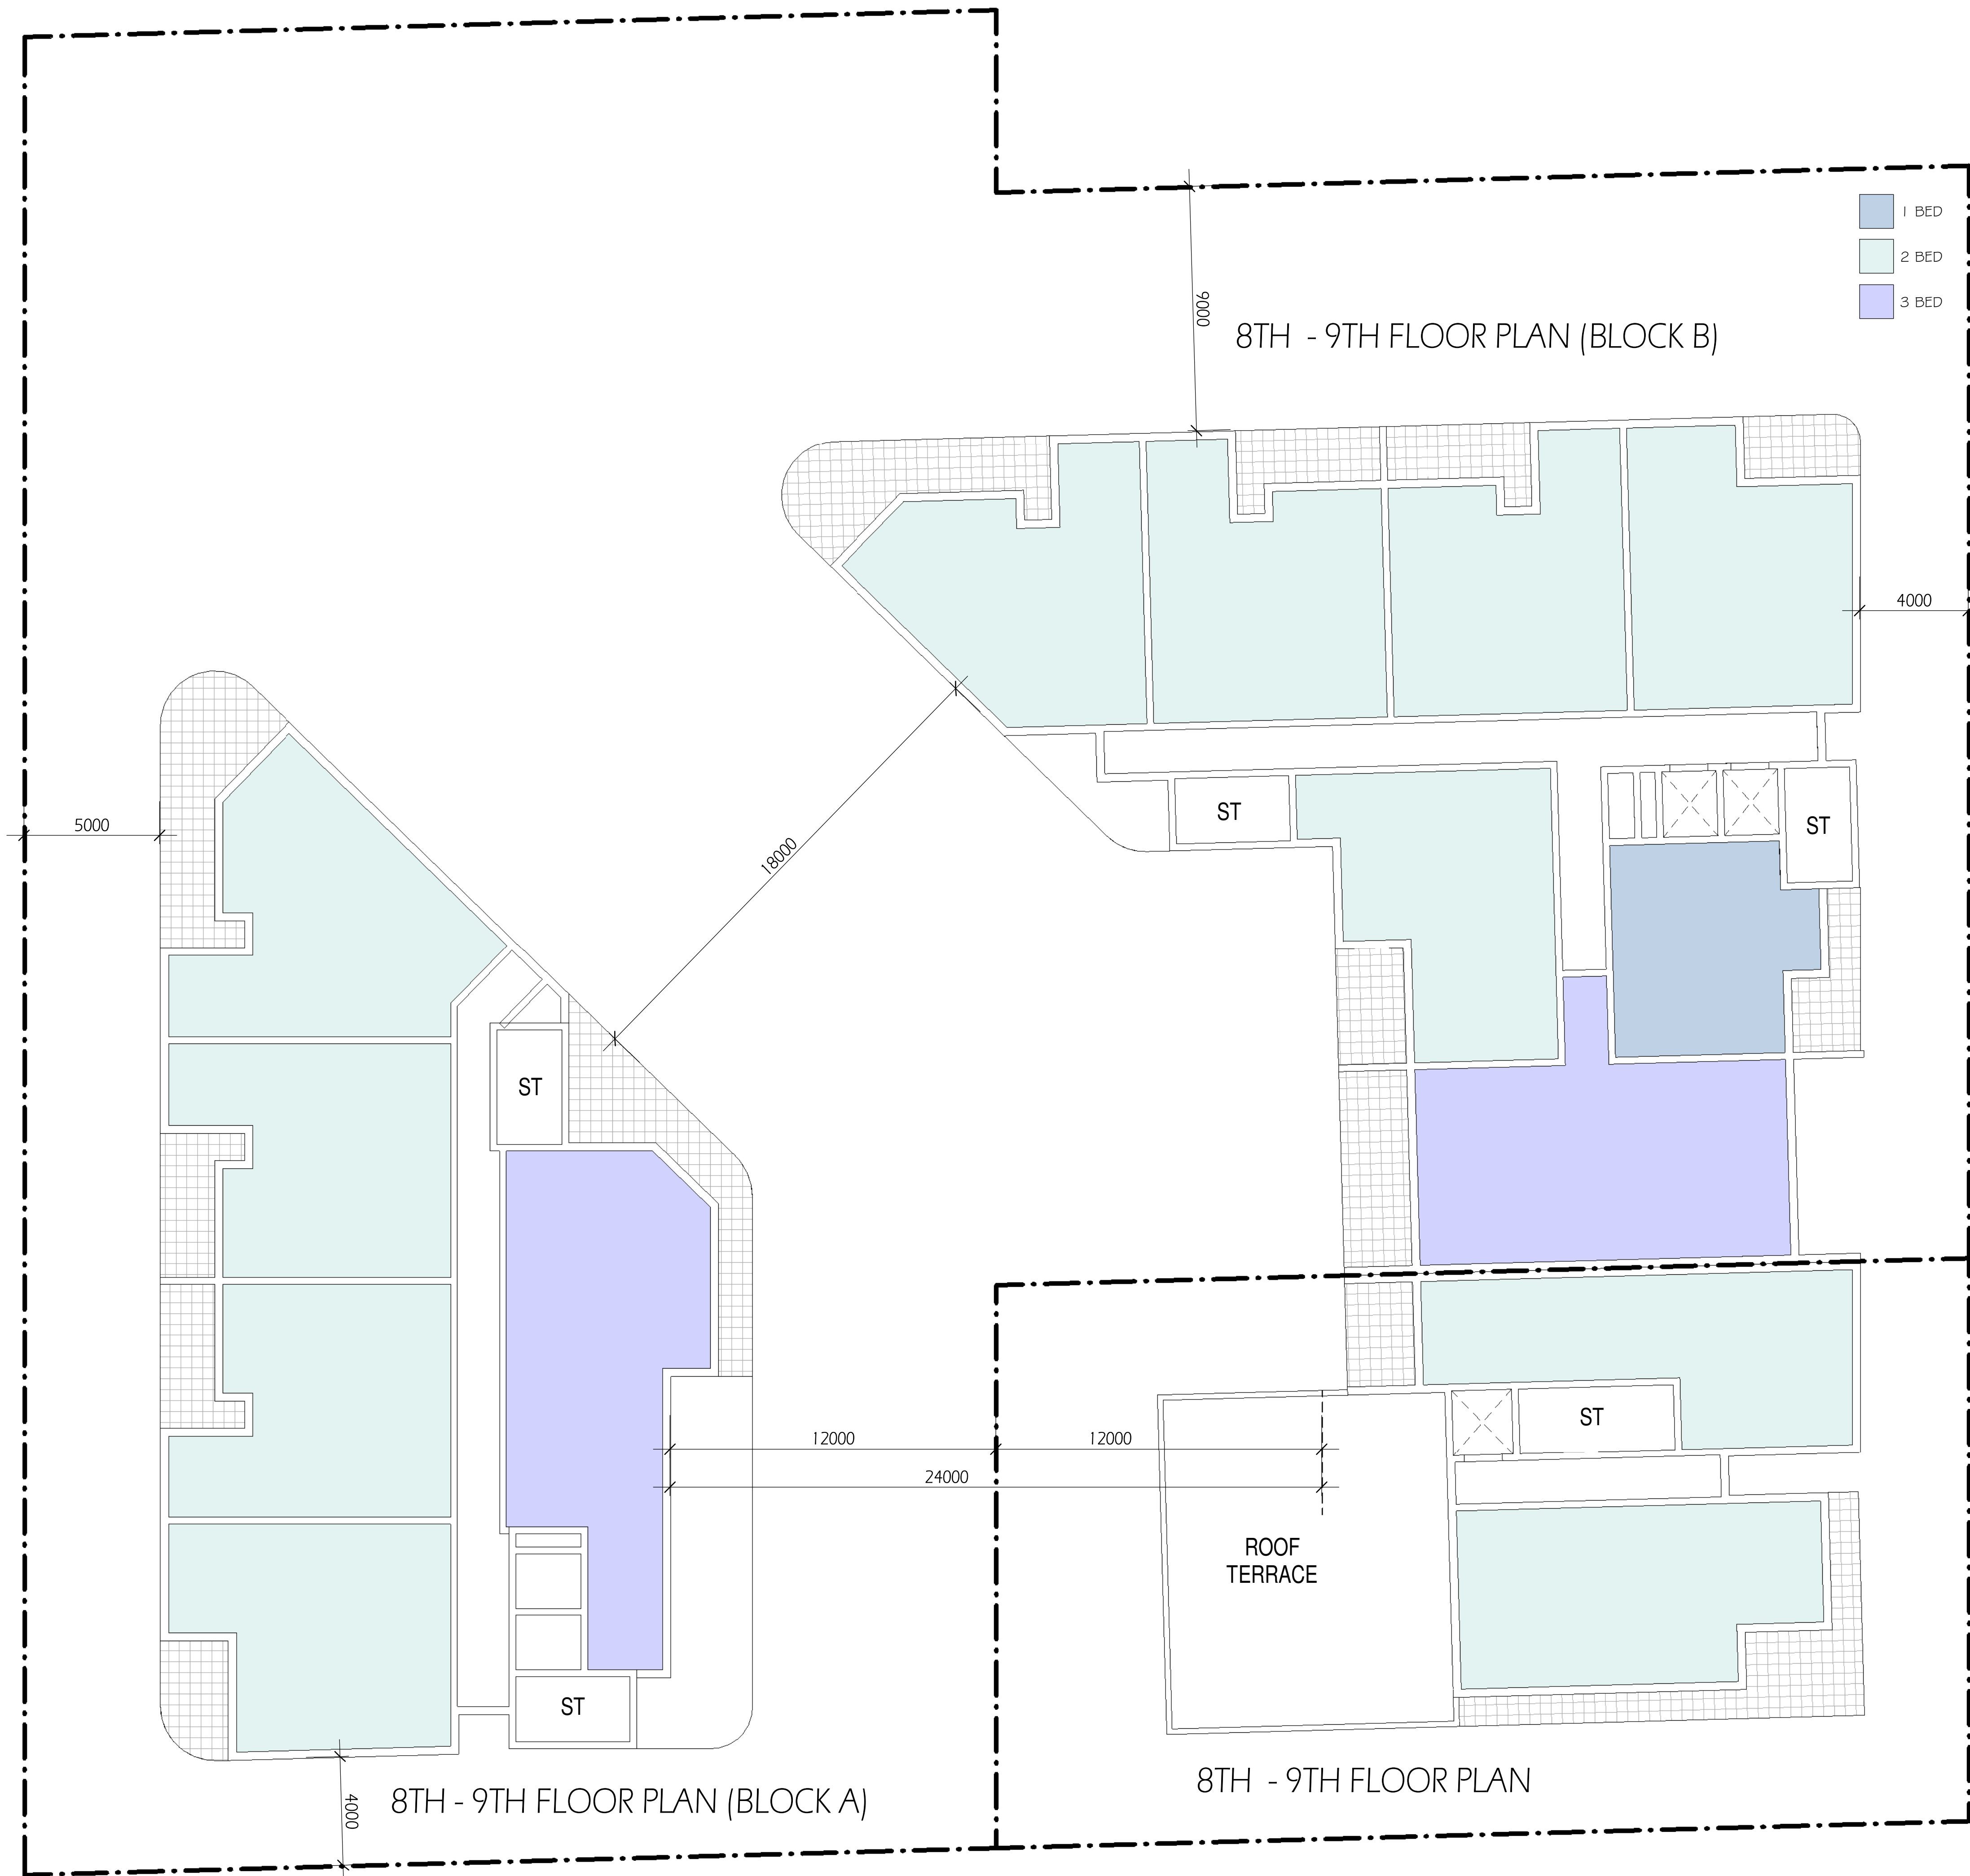 1 BED
2 BED
3 BED
9000
8TH - 9TH FLOOR PLAN (BLOCK B)
4000
ST
ST
5000
18000
ST
12000
12000
24000
ST
ROOF
TERRACE
ST
8TH - 9TH FLOOR PLAN (BLOCK A)
4000
8TH - 9TH FLOOR PLAN